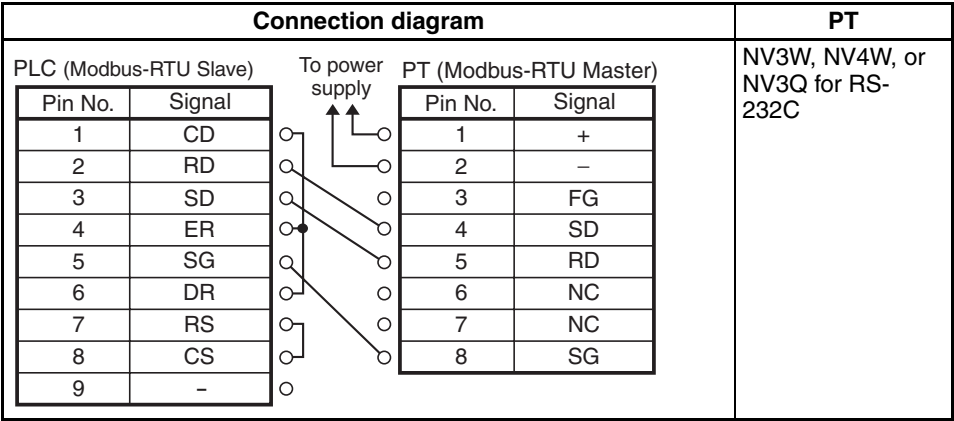 Connection diagram PT
PLC (Modbus-RTU Slave) To power supply PT (Modbus-RTU Master) NV3W, NV4W, or
NV3Q for RS-
232C
Pin No. Signal Pin No. Signal
1 CD 1 +
2 RD 2 –
3 SD 3 FG
4 ER 4 SD
5 SG 5 RD
6 DR 6 NC
7 RS 7 NC
8 CS 8 SG
9 –